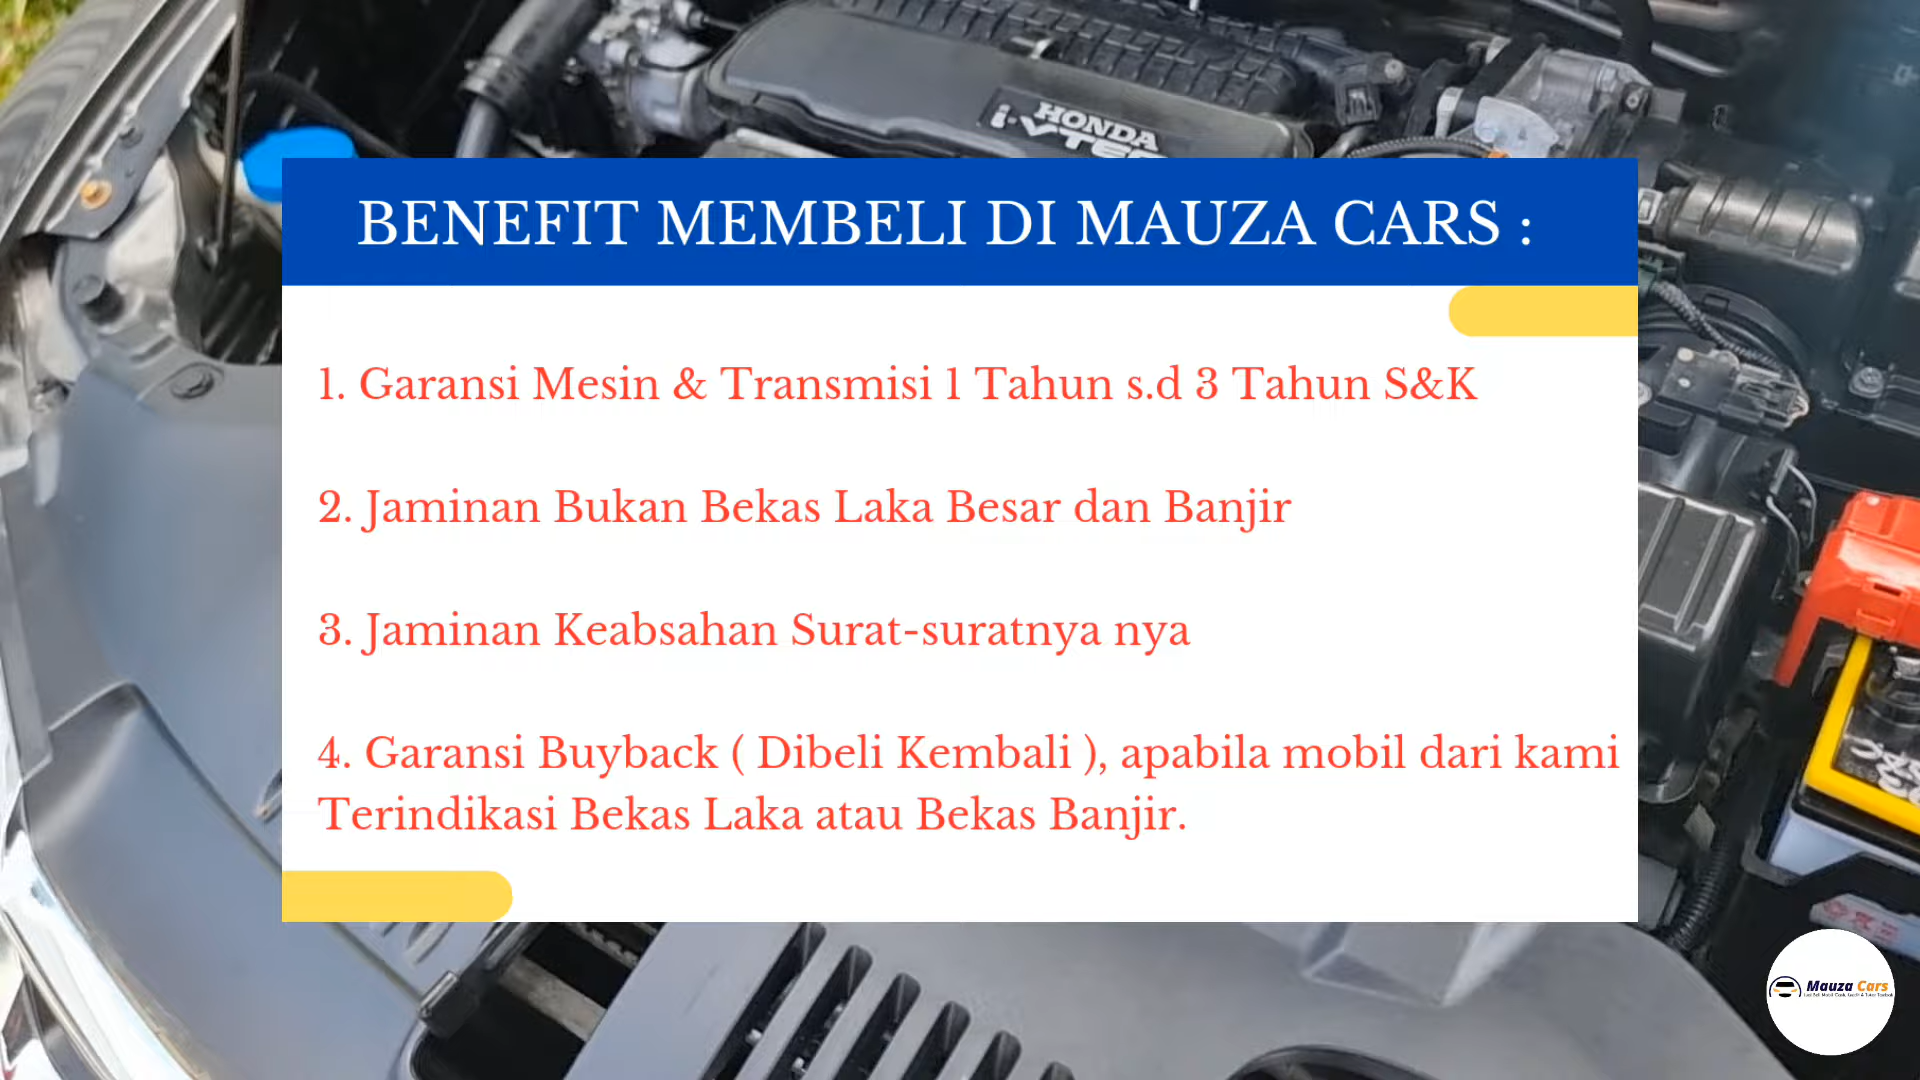 HONDA
i-VTEC
BENEFIT MEMBELI DI MAUZA CARS :
1. Garansi Mesin & Transmisi 1 Tahun s.d 3 Tahun S&K
2. Jaminan Bukan Bekas Laka Besar dan Banjir
3. Jaminan Keabsahan Surat-suratnya nya
4. Garansi Buyback ( Dibeli Kembali ), apabila mobil dari kami
Terindikasi Bekas Laka atau Bekas Banjir.
Mauza Cars